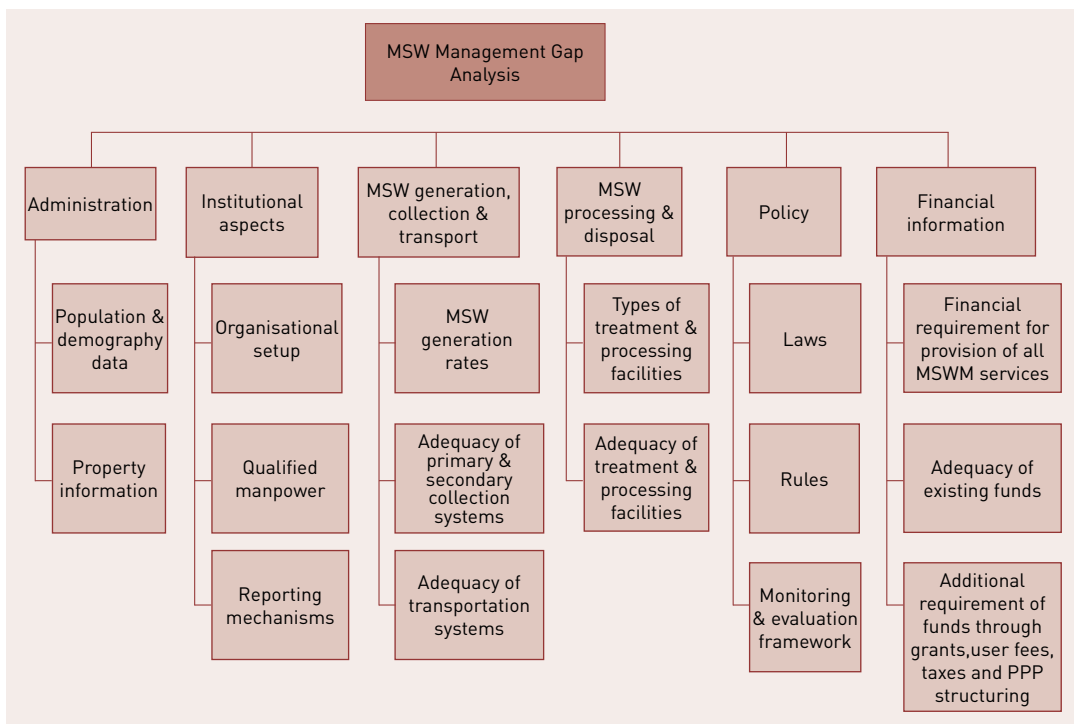 MSW Management Gap
Analysis
Administration
Institutional
aspects
MSW generation,
collection &
transport
MSW
processing &
disposal
Policy
Financial
information
Population &
demography
data
Organisational
setup
MSW
generation
rates
Types of
treatment &
processing
facilities
Laws
Financial
requirement for
provision of all
MSWM services
Property
information
Qualified
manpower
Adequacy of
primary &
secondary
collection
systems
Adequacy of
treatment &
processing
facilities
Rules
Adequacy of
existing funds
Reporting
mechanisms
Adequacy of
transportation
systems
Monitoring
& evaluation
framework
Additional
requirement of
funds through
grants,user fees,
taxes and PPP
structuring